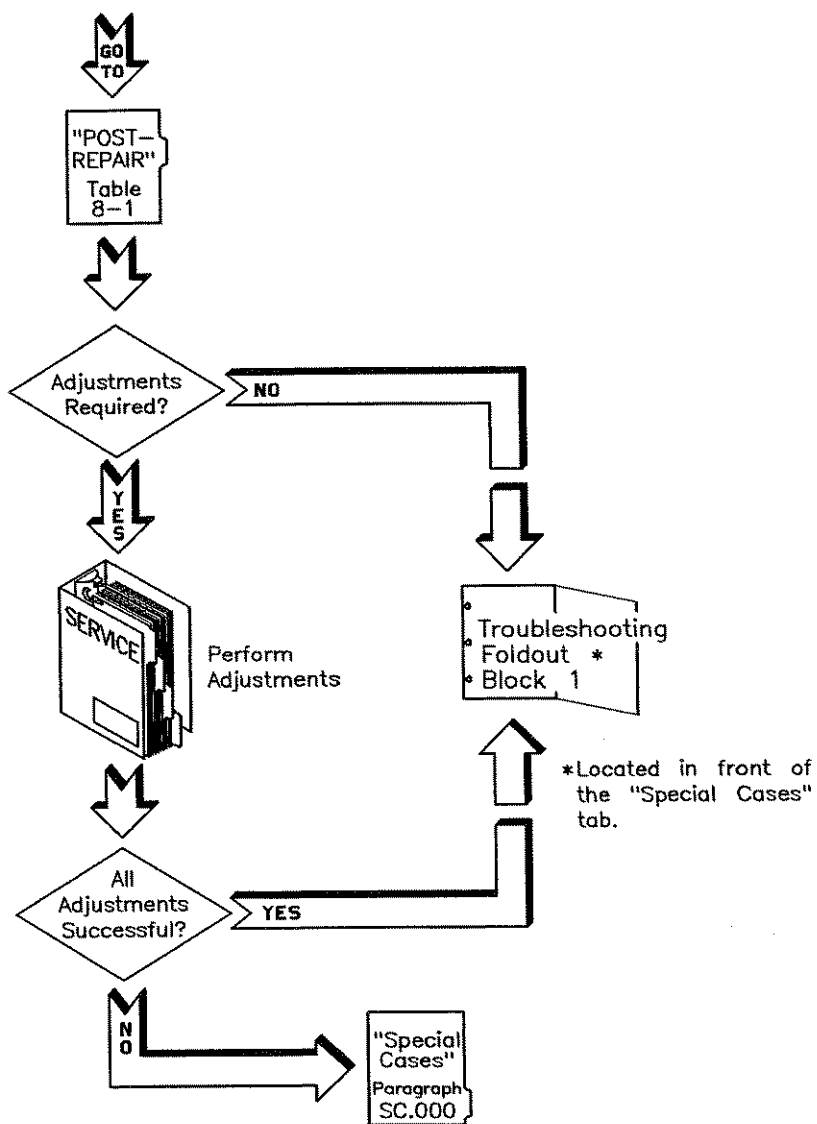 GO
TO
"POST-
REPAIR"
Table
8-1
Adjustments
Required?
NO
YES
SERVICE
Perform
Adjustments
Troubleshooting
Foldout *
Block 1
*Located in front of
the "Special Cases"
tab.
All
Adjustments
Successful?
YES
NO
"Special
Cases"
Paragraph
SC.000